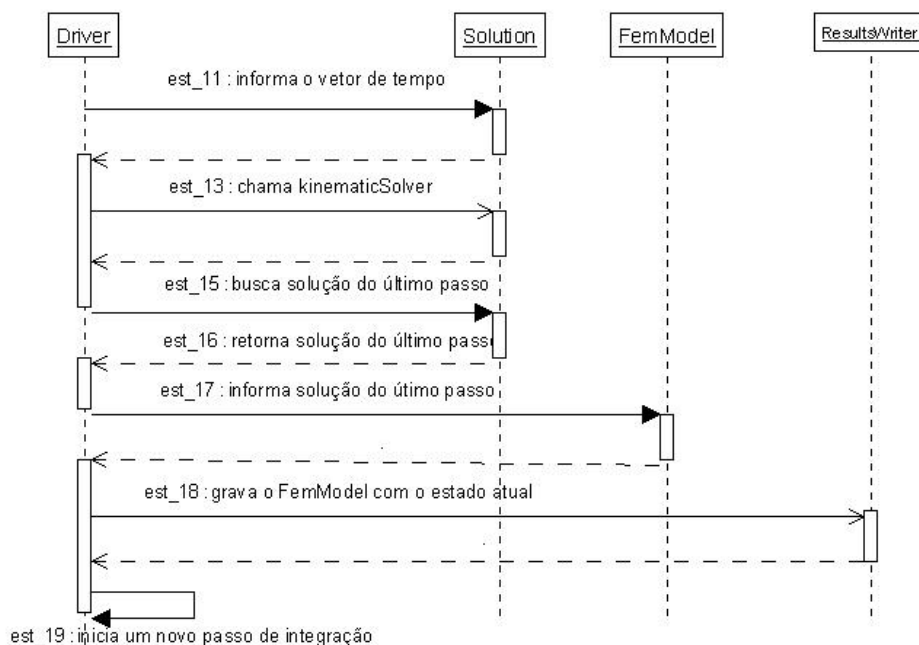 Driver
Solution
FemModel
ResultsWriter
est_11 : informa o vetor de tempo
est_13 : chama kinematicSolver
est_15 : busca solução do último passo
est_16 : retorna solução do último passo
est_17 : informa solução do útimo passo
est_18 : grava o FemModel com o estado atual
est_19 : inicia um novo passo de integração